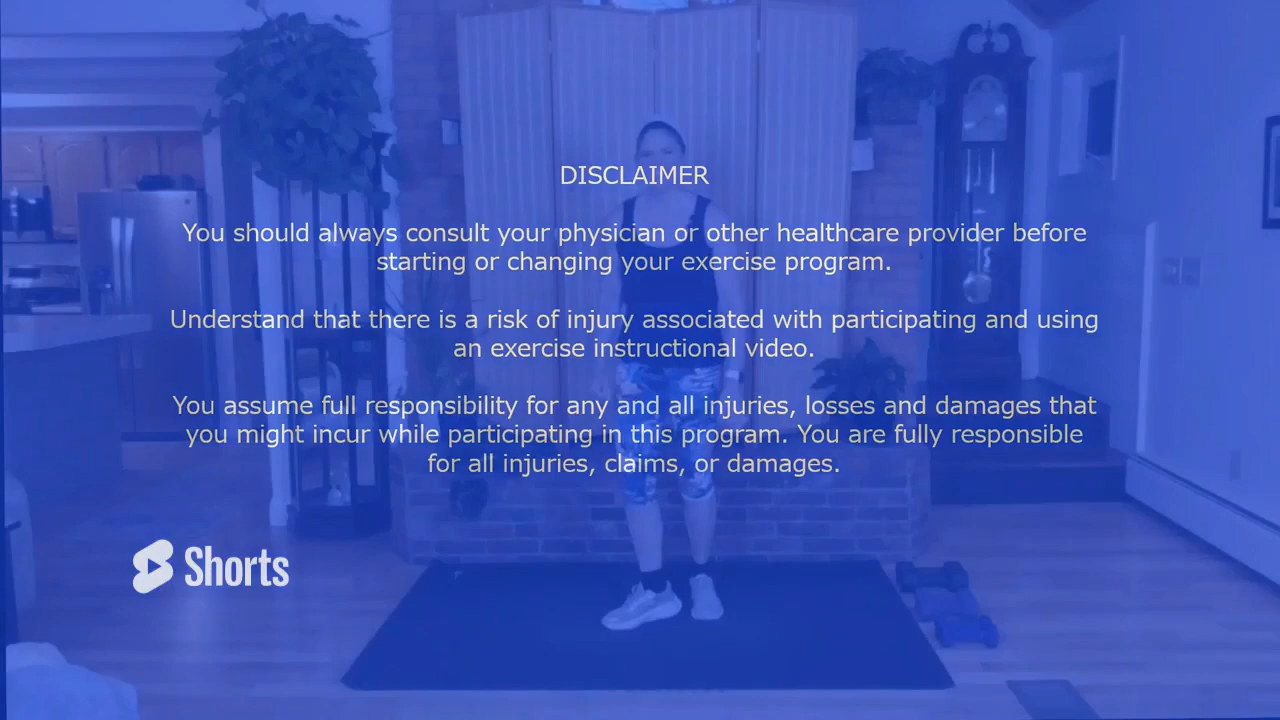 DISCLAIMER
You should always consult your physician or other healthcare provider before
starting or changing your exercise program.
Understand that there is a risk of injury associated with participating and using
an exercise instructional video.
You assume full responsibility for any and all injuries, losses and damages that
you might incur while participating in this program. You are fully responsible
for all injuries, claims, or damages.
Shorts